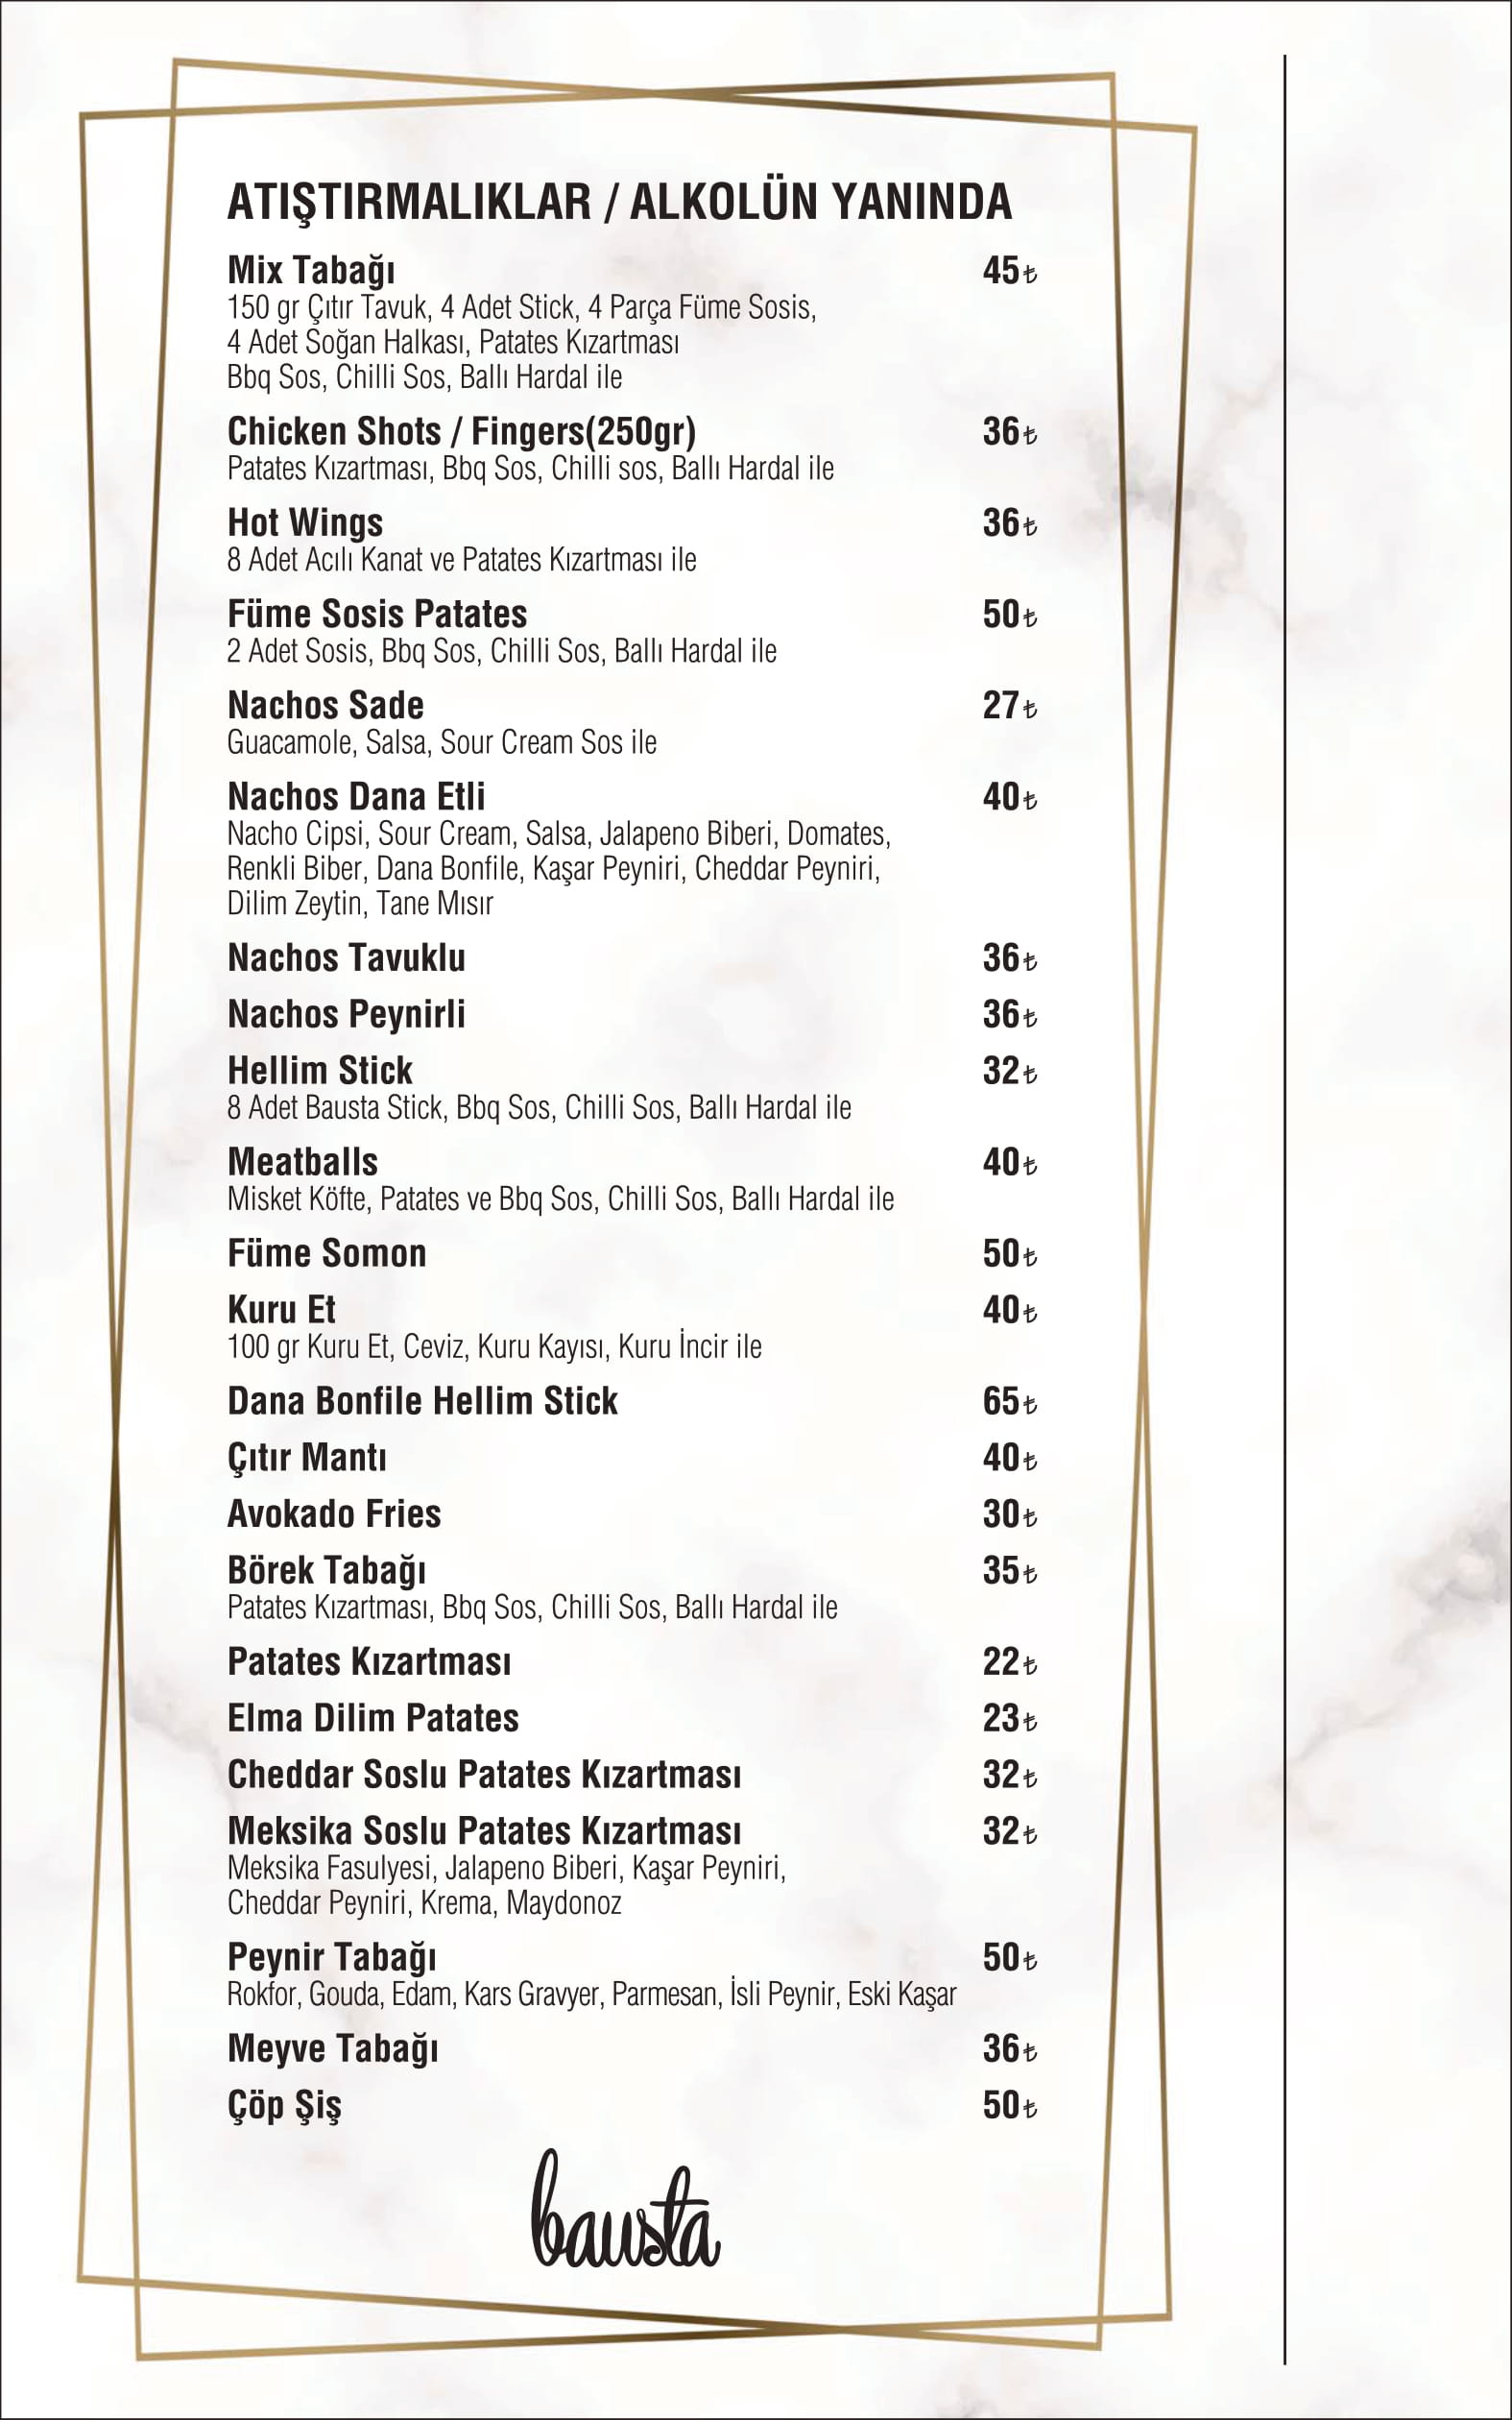 ATIŞTIRMALIKLAR / ALKOLÜN YANINDA
Mix Tabağı 45₺
150 gr Çıtır Tavuk, 4 Adet Stick, 4 Parça Füme Sosis,
4 Adet Soğan Halkası, Patates Kızartması
Bbq Sos, Chilli Sos, Ballı Hardal ile
Chicken Shots / Fingers(250gr) 36₺
Patates Kızartması, Bbq Sos, Chilli sos, Ballı Hardal ile
Hot Wings 36₺
8 Adet Acılı Kanat ve Patates Kızartması ile
Füme Sosis Patates 50₺
2 Adet Sosis, Bbq Sos, Chilli Sos, Ballı Hardal ile
Nachos Sade 27₺
Guacamole, Salsa, Sour Cream Sos ile
Nachos Dana Etli 40₺
Nacho Cipsi, Sour Cream, Salsa, Jalapeno Biberi, Domates,
Renkli Biber, Dana Bonfile, Kaşar Peyniri, Cheddar Peyniri,
Dilim Zeytin, Tane Mısır
Nachos Tavuklu 36₺
Nachos Peynirli 36₺
Hellim Stick 32₺
8 Adet Bausta Stick, Bbq Sos, Chilli Sos, Ballı Hardal ile
Meatballs 40₺
Misket Köfte, Patates ve Bbq Sos, Chilli Sos, Ballı Hardal ile
Füme Somon 50₺
Kuru Et 40₺
100 gr Kuru Et, Ceviz, Kuru Kayısı, Kuru İncir ile
Dana Bonfile Hellim Stick 65₺
Çıtır Mantı 40₺
Avokado Fries 30₺
Börek Tabağı 35₺
Patates Kızartması, Bbq Sos, Chilli Sos, Ballı Hardal ile
Patates Kızartması 22₺
Elma Dilim Patates 23₺
Cheddar Soslu Patates Kızartması 32₺
Meksika Soslu Patates Kızartması 32₺
Meksika Fasulyesi, Jalapeno Biberi, Kaşar Peyniri,
Cheddar Peyniri, Krema, Maydonoz
Peynir Tabağı 50₺
Rokfor, Gouda, Edam, Kars Gravyer, Parmesan, İsli Peynir, Eski Kaşar
Meyve Tabağı 36₺
Çöp Şiş 50₺
bausta